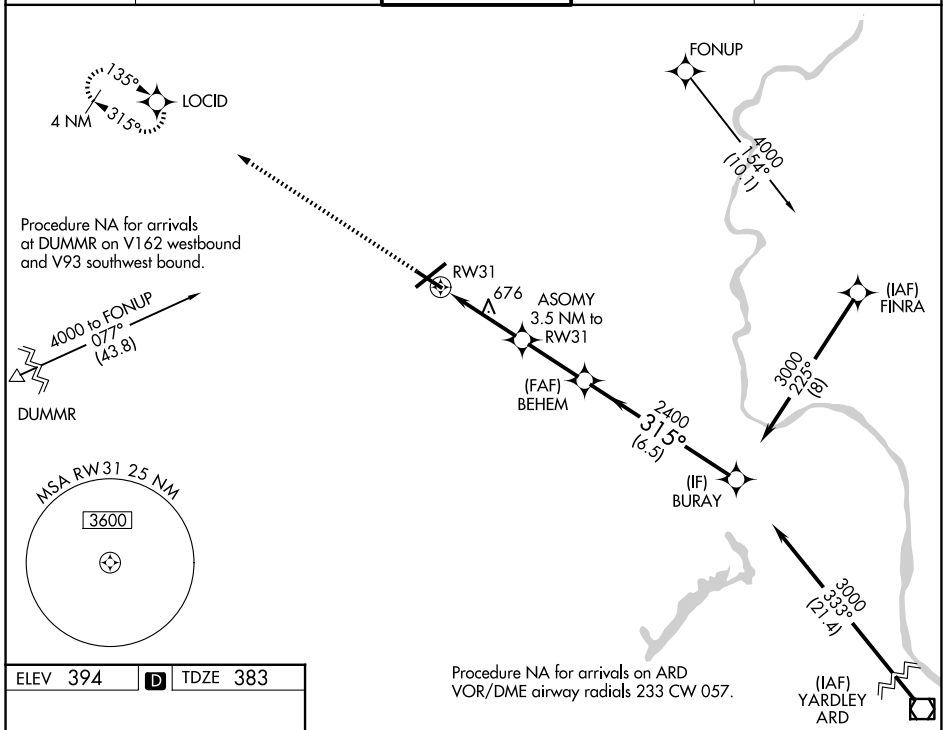 FONUP
135°
LOCID
315°
4 NM
4000
154°
(10.1)
Procedure NA for arrivals
at DUMMR on V162 westbound
and V93 southwest bound.
RW31
676
ASOMY
3.5 NM to
RW31
(IAF)
FINRA
4000 to FONUP
077°
(43.8)
3000
225°
(8)
(FAF)
BEHEM
DUMMR
2400
315°
(6.5)
(IF)
BURAY
MSA RW31 25 NM
3600
3000
333°
(21.4)
ELEV 394 D TDZE 383
Procedure NA for arrivals on ARD
VOR/DME airway radials 233 CW 057.
(IAF)
YARDLEY
ARD